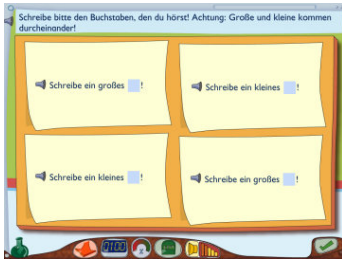 Schreibe bitte den Buchstaben, den du hörst! Achtung: Große und kleine kommen
durcheinander!
Schreibe ein großes !
Schreibe ein kleines !
Schreibe ein kleines !
Schreibe ein großes !